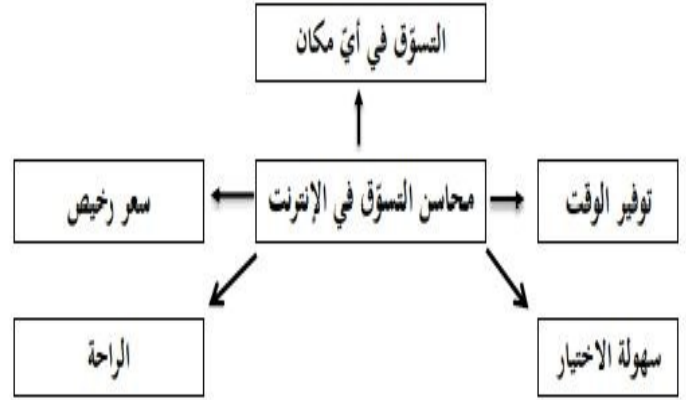 التسوّق في أيّ مكان
توفير الوقت
محاسن التسوّق في الإنترنت
سعر رخيص
سهولة الاختيار
الراحة